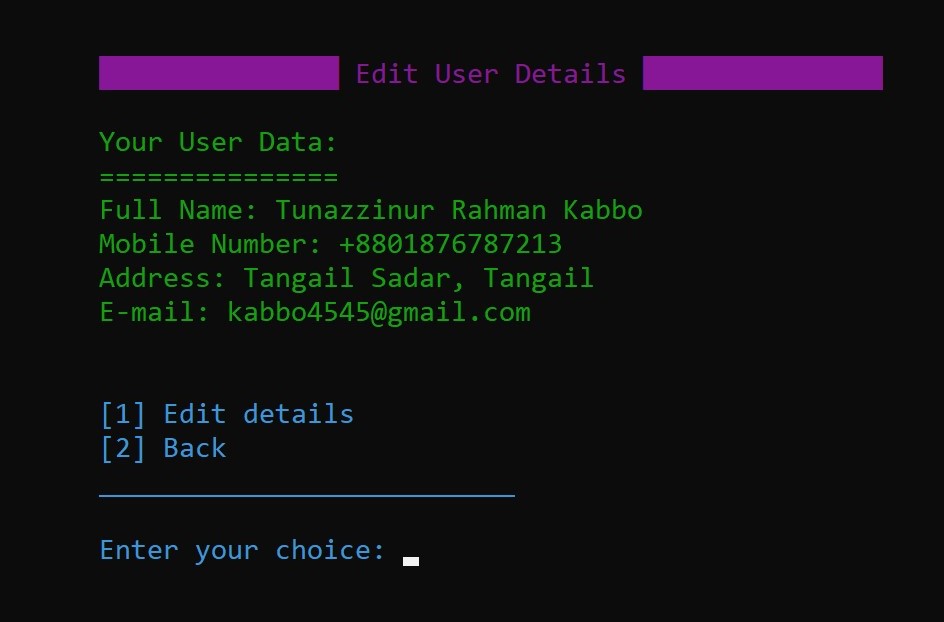 Edit User Details
Your User Data:
===============
Full Name: Tunazzinur Rahman Kabbo
Mobile Number: +8801876787213
Address: Tangail Sadar, Tangail
E-mail: kabbo4545@gmail.com
[1] Edit details
[2] Back
__________________________
Enter your choice: